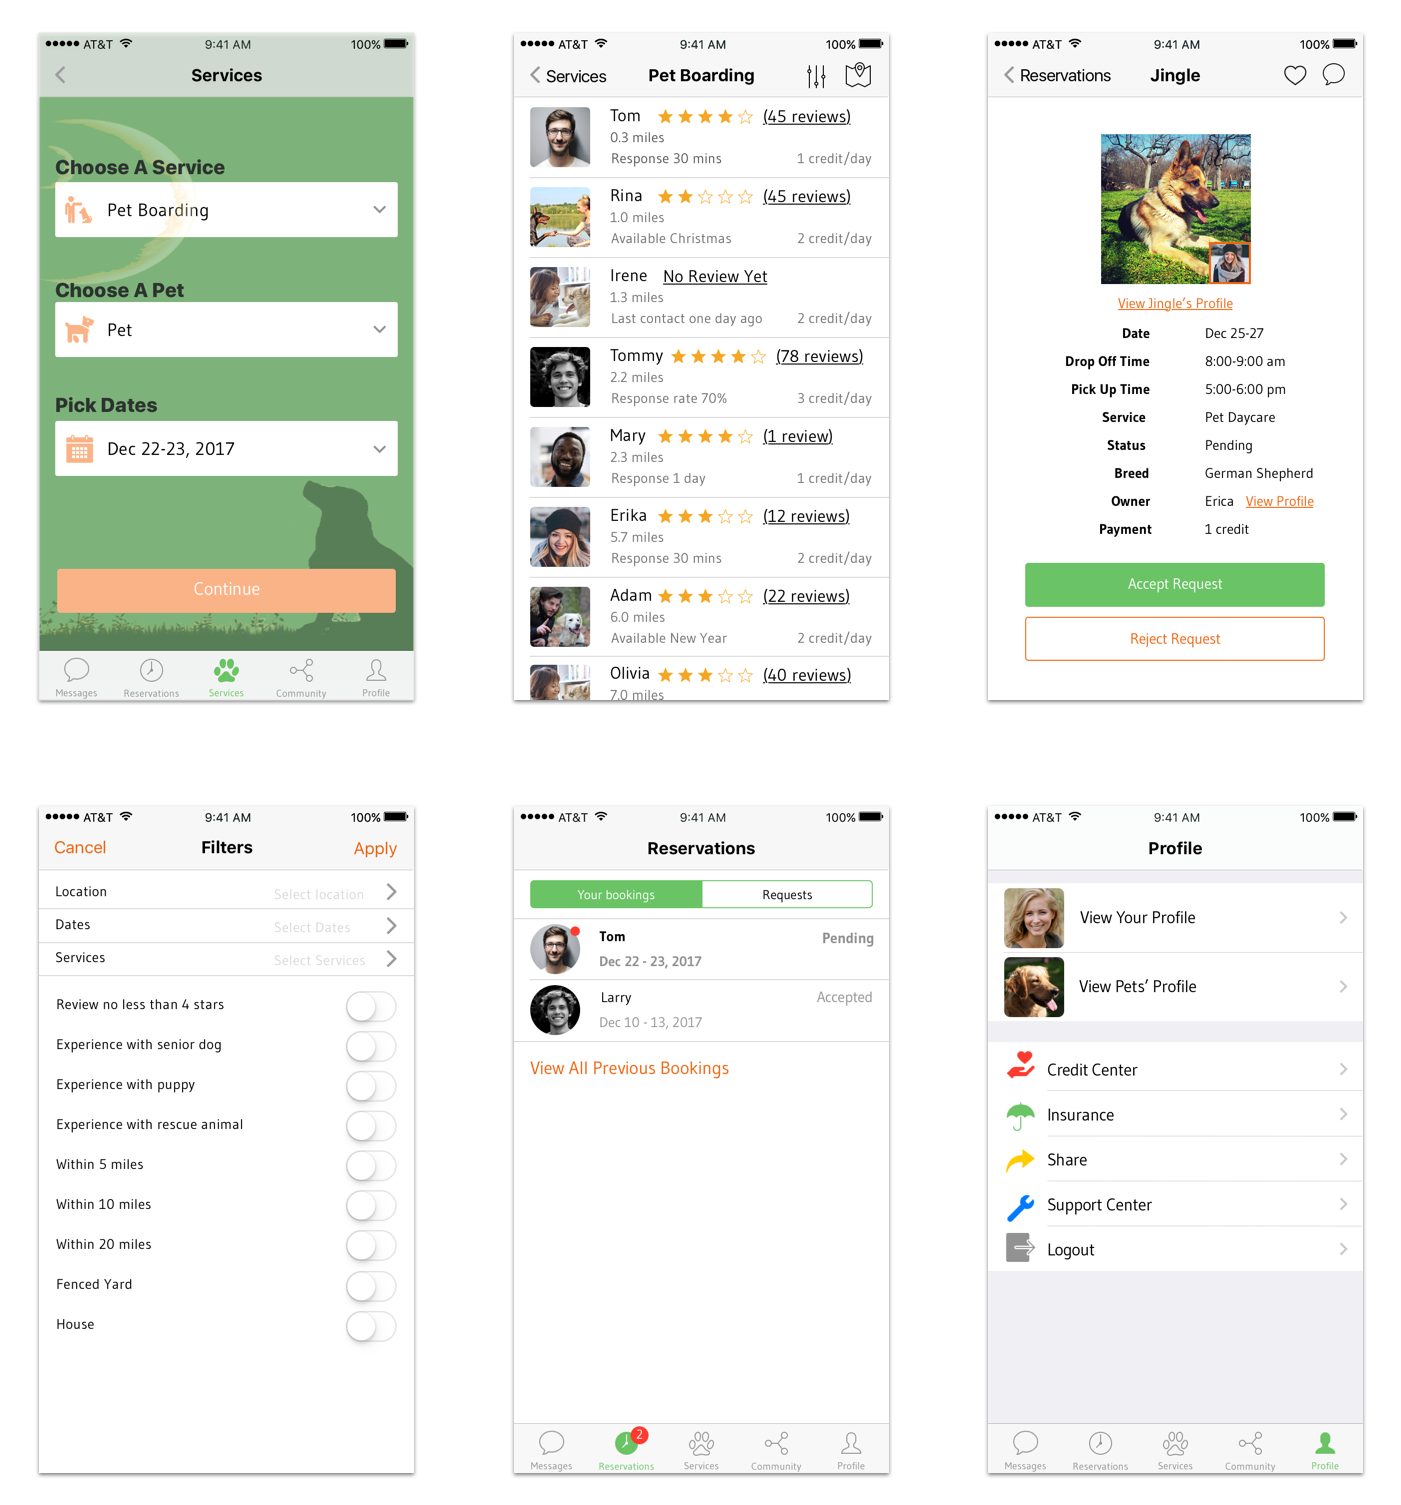 AT&T 9:41 AM 100%
Services
Choose A Service
Pet Boarding
Choose A Pet
Pet
Pick Dates
Dec 22-23, 2017
Continue
Messages Reservations Services Community Profile
AT&T 9:41 AM 100%
Services Pet Boarding
Tom (45 reviews)
0.3 miles
Response 30 mins 1 credit/day
Rina (45 reviews)
1.0 miles
Available Christmas 2 credit/day
Irene No Review Yet
1.3 miles
Last contact one day ago 2 credit/day
Tommy (78 reviews)
2.2 miles
Response rate 70% 3 credit/day
Mary (1 review)
2.3 miles
Response 1 day 1 credit/day
Erika (12 reviews)
5.7 miles
Response 30 mins 2 credit/day
Adam (22 reviews)
6.0 miles
Available New Year 2 credit/day
Olivia (40 reviews)
7.0 miles
AT&T 9:41 AM 100%
Reservations Jingle
View Jingle's Profile
Date Dec 25-27
Drop Off Time 8:00-9:00 am
Pick Up Time 5:00-6:00 pm
Service Pet Daycare
Status Pending
Breed German Shepherd
Owner Erica View Profile
Payment 1 credit
Accept Request
Reject Request
AT&T 9:41 AM 100%
Cancel Filters Apply
Location Select location
Dates Select Dates
Services Select Services
Review no less than 4 stars
Experience with senior dog
Experience with puppy
Experience with rescue animal
Within 5 miles
Within 10 miles
Within 20 miles
Fenced Yard
House
AT&T 9:41 AM 100%
Reservations
Your bookings Requests
Tom Pending
Dec 22 - 23, 2017
Larry Accepted
Dec 10 - 13, 2017
View All Previous Bookings
2
Messages Reservations Services Community Profile
AT&T 9:41 AM 100%
Profile
View Your Profile
View Pets' Profile
Credit Center
Insurance
Share
Support Center
Logout
Messages Reservations Services Community Profile